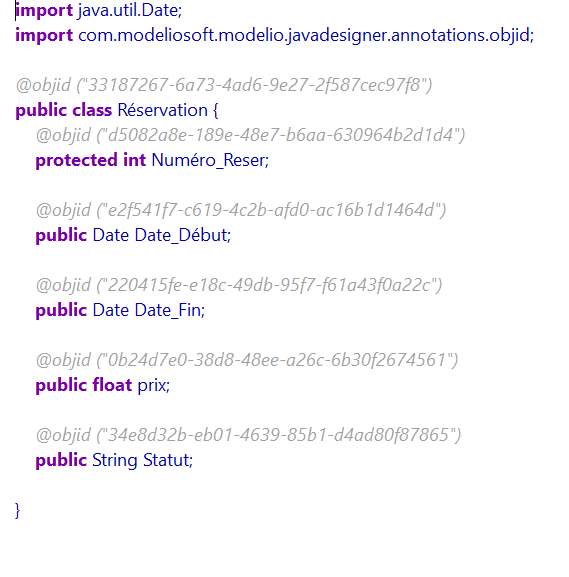 import java.util.Date;
import com.modeliosoft.modelio.javadesigner.annotations.objid;
@objid ("33187267-6a73-4ad6-9e27-2f587cec97f8")
public class Réservation {
@objid ("d5082a8e-189e-48e7-b6aa-630964b2d1d4")
protected int Numéro_Reser;
@objid ("e2f541f7-c619-4c2b-afd0-ac16b1d1464d")
public Date Date_Début;
@objid ("220415fe-e18c-49db-95f7-f61a43f0a22c")
public Date Date_Fin;
@objid ("0b24d7e0-38d8-48ee-a26c-6b30f2674561")
public float prix;
@objid ("34e8d32b-eb01-4639-85b1-d4ad80f87865")
public String Statut;
}